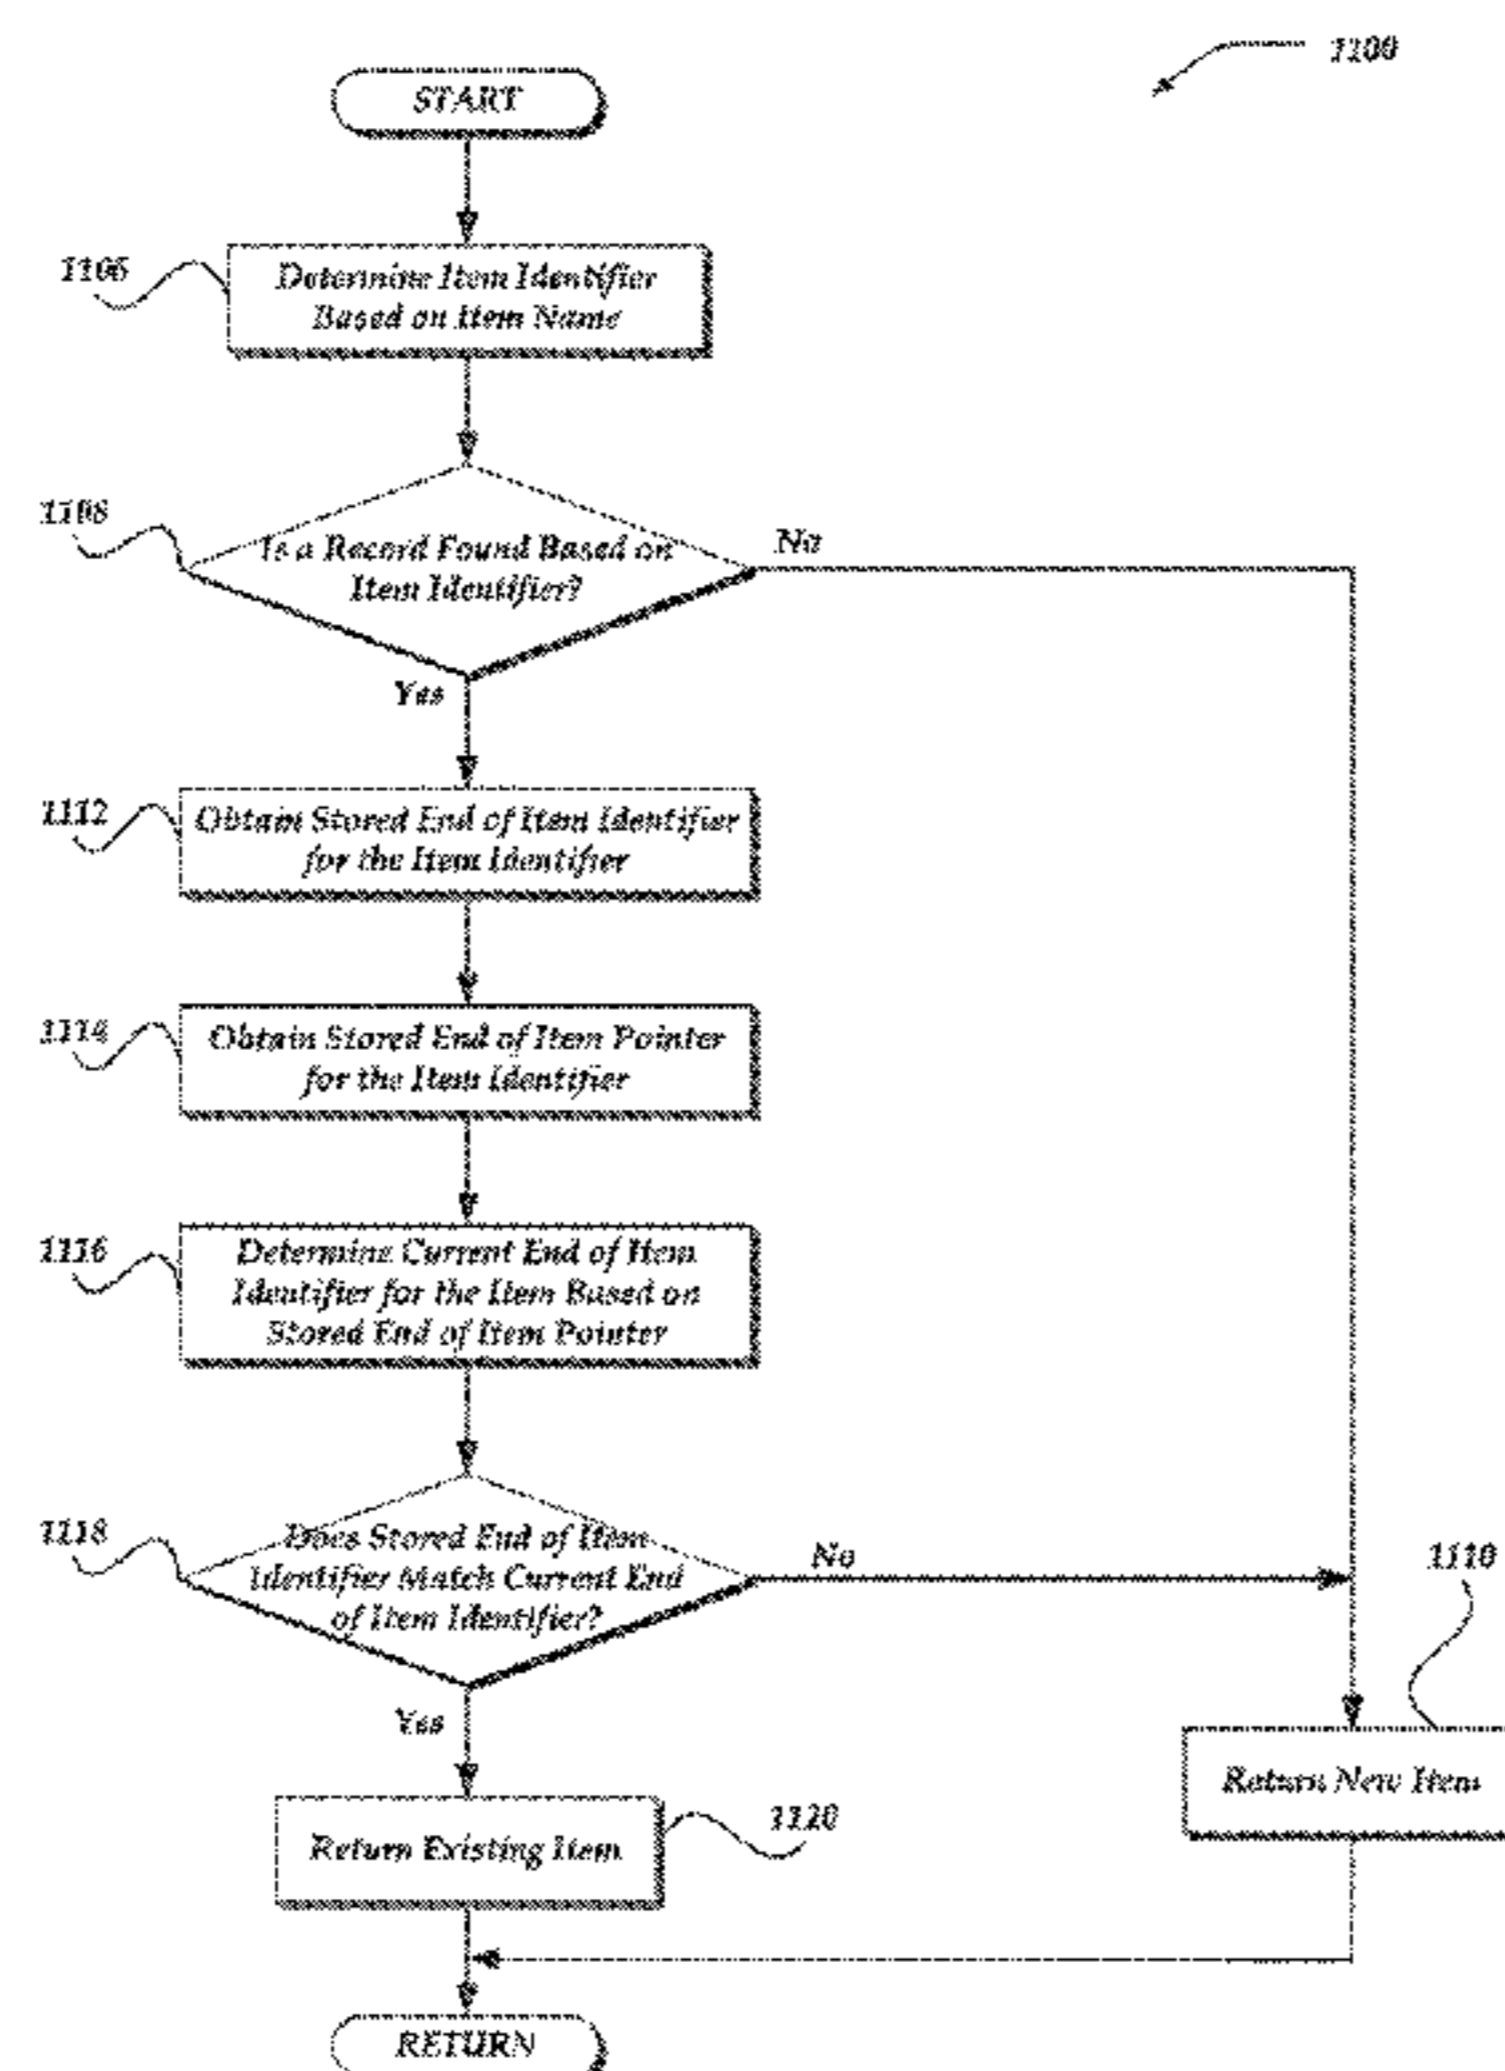 1100
START
1106
Determine Item Identifier
Based on Item Name
1108
Is a Record Found Based on
Item Identifier?
No
Yes
1112
Obtain Stored End of Item Identifier
for the Item Identifier
1114
Obtain Stored End of Item Pointer
for the Item Identifier
1116
Determine Current End of Item
Identifier for the Item Based on
Stored End of Item Pointer
1118
Does Stored End of Item
Identifier Match Current End
of Item Identifier?
No
1110
Yes
Return New Item
1120
Return Existing Item
RETURN